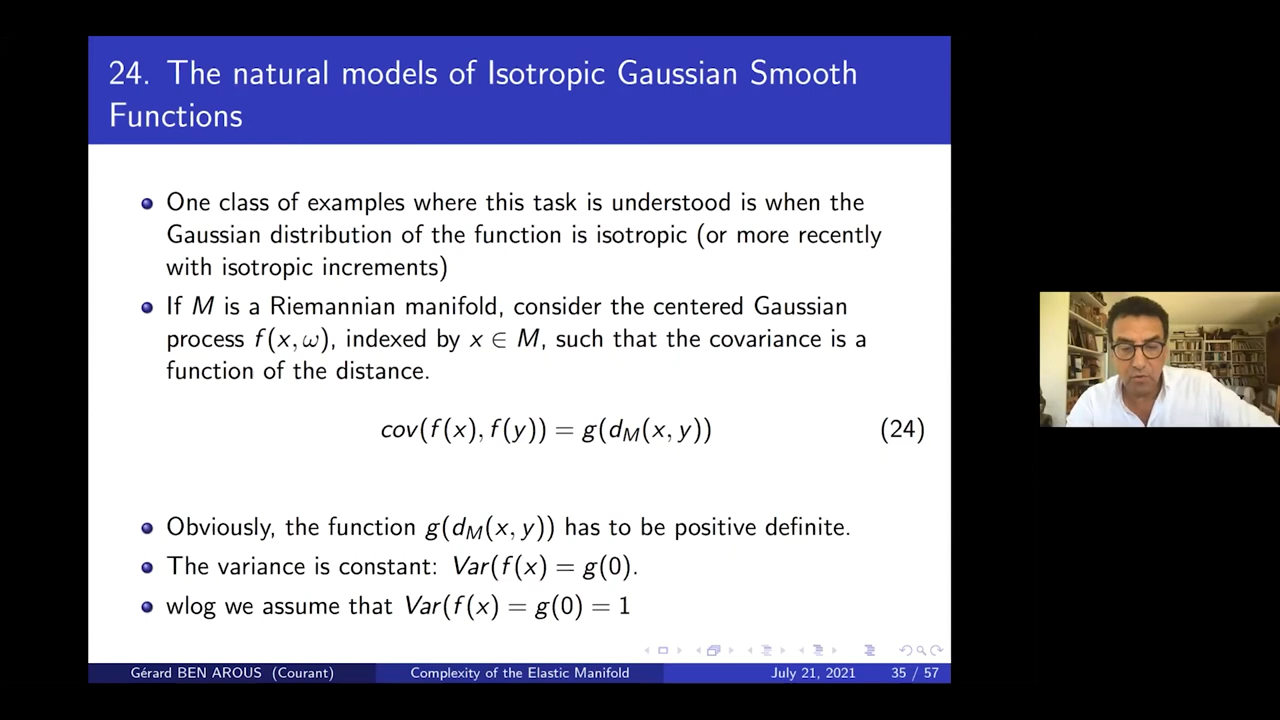 24. The natural models of Isotropic Gaussian Smooth
Functions
One class of examples where this task is understood is when the
Gaussian distribution of the function is isotropic (or more recently
with isotropic increments)
If M is a Riemannian manifold, consider the centered Gaussian
process f(x, ω), indexed by x ∈ M, such that the covariance is a
function of the distance.
cov(f(x), f(y)) = g(d_M(x, y)) (24)
Obviously, the function g(d_M(x, y)) has to be positive definite.
The variance is constant: Var(f(x) = g(0).
wlog we assume that Var(f(x) = g(0) = 1
Gérard BEN AROUS (Courant) Complexity of the Elastic Manifold July 21, 2021 35 / 57